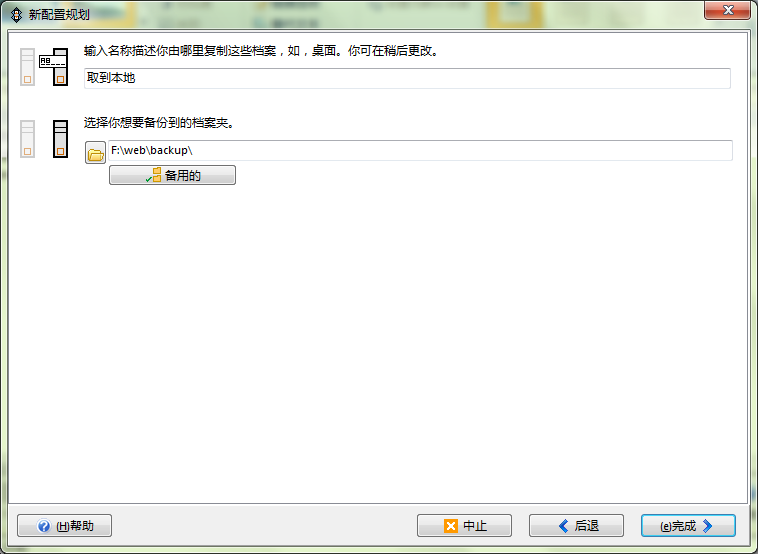 新配置规划
输入名称描述你由哪里复制这些档案，如，桌面。你可在稍后更改。
取到本地
选择你想要备份到的档案夹。
F:\web\backup\
备用的
(H)帮助
中止
后退
(e)完成